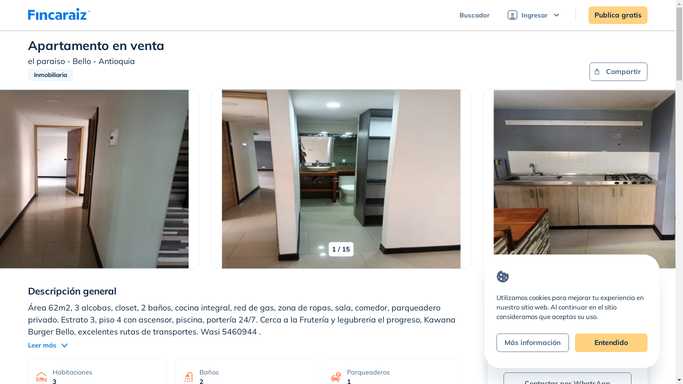 Fincaraiz
Buscador
Ingresar
Publica gratis
Apartamento en venta
el paraiso - Bello - Antioquia
Inmobiliaria
Compartir
1 / 15
Descripción general
Área 62m2, 3 alcobas, closet, 2 baños, cocina integral, red de gas, zona de ropas, sala, comedor, parqueadero
privado. Estrato 3, piso 4 con ascensor, piscina, portería 24/7. Cerca a la Frutería y legubreria el progreso, Kawana
Burger Bello, excelentes rutas de transportes. Wasi 5460944 .
Leer más
Habitaciones
3
Baños
2
Parqueaderos
1
Utilizamos cookies para mejorar tu experiencia en
nuestro sitio web. Al continuar en el sitio
consideramos que aceptas su uso.
Más información
Entendido
Contactar por WhatsApp